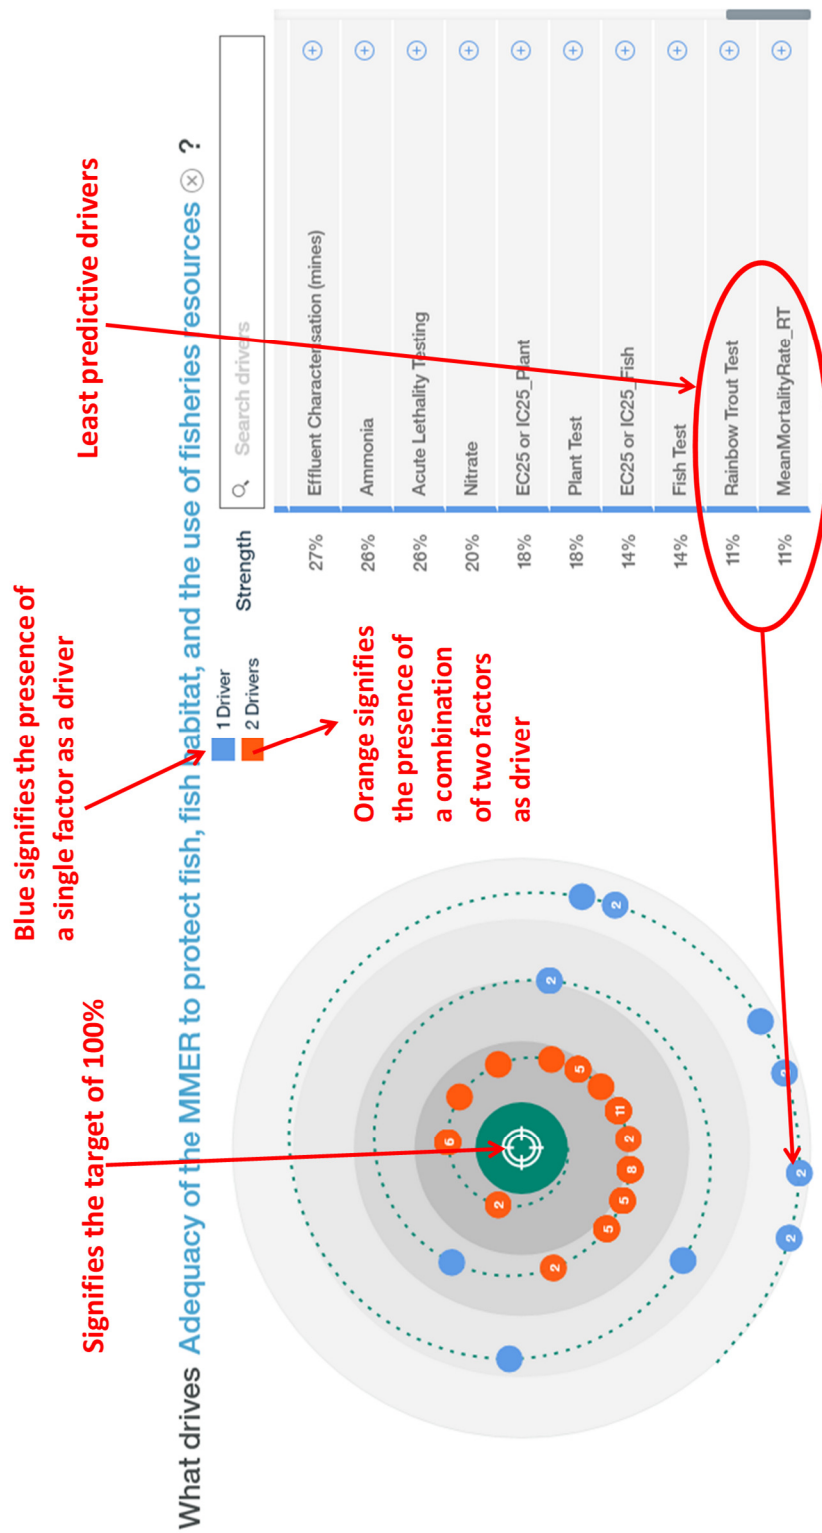 Blue signifies the presence of
a single factor as a driver
Signifies the target of 100%
Least predictive drivers
What drives Adequacy of the MMER to protect fish, fish habitat, and the use of fisheries resources ?
1 Driver
2 Drivers
Orange signifies
the presence of
a combination
of two factors
as driver
Strength
Search drivers
27% Effluent Characterisation (mines)
26% Ammonia
26% Acute Lethality Testing
20% Nitrate
18% EC25 or IC25_Plant
18% Plant Test
14% EC25 or IC25_Fish
14% Fish Test
11% Rainbow Trout Test
11% MeanMortalityRate_RT
2
2
5
11
2
8
5
5
2
2
2
2
2